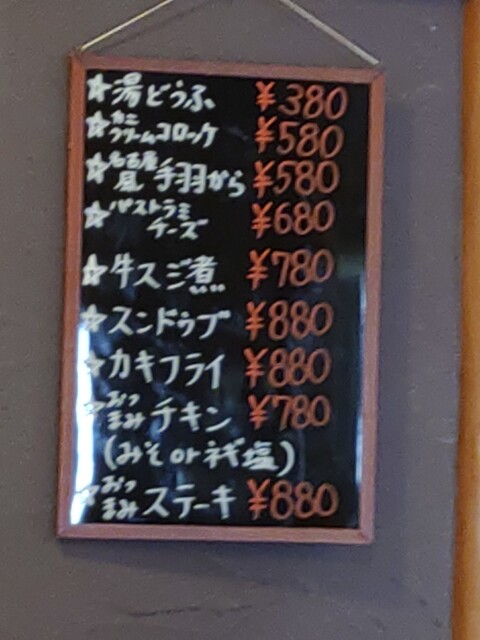 ☆湯どうふ ¥380
☆カニクリームコロッケ ¥580
☆名古屋風手羽から ¥580
☆パストラミチーズ ¥680
☆牛スジ煮 ¥780
☆スンドゥブ ¥880
☆カキフライ ¥880
☆おつまみチキン ¥780
(みそorネギ塩)
☆おつまみステーキ ¥880